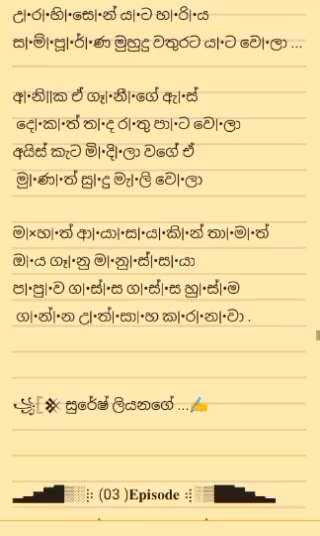 උ|•ර|•හි|•සෙ|•න් ය|•ට හ|•රි|•ය
ස|•ම්|•පූ|•ර්|•ණ මුහුදු වතුරට ය|•ට වෙ|•ලා ...
අ|•නි||ක ඒ ගෑ|•නී|•ගේ ඇ|•ස්
දෙ|•ක|•ත් ත|•ද ර|•තු පා|•ට වෙ|•ලා
අයිස් කැට මි|•දි|•ලා වගේ ඒ
මු|•ණ|•ත් සු|•දු මැ|•ලි වෙ|•ලා
ම|×හ|•ත් ආ|•යා|•ස|•ය|•කි|•න් තා|•ම|•ත්
ඔ|•ය ගෑ|•නු ම|•නු|•ස්|•ස|•යා
ප|•පු|•ව ග|•ස්|•ස ග|•ස්|•ස හු|•ස්|•ම
ග|•න්|•න උ|•ත්|•සා|•හ ක|•ර|•න|•වා .
සුරේෂ් ලියනගේ ...✍️
(03 )Episode